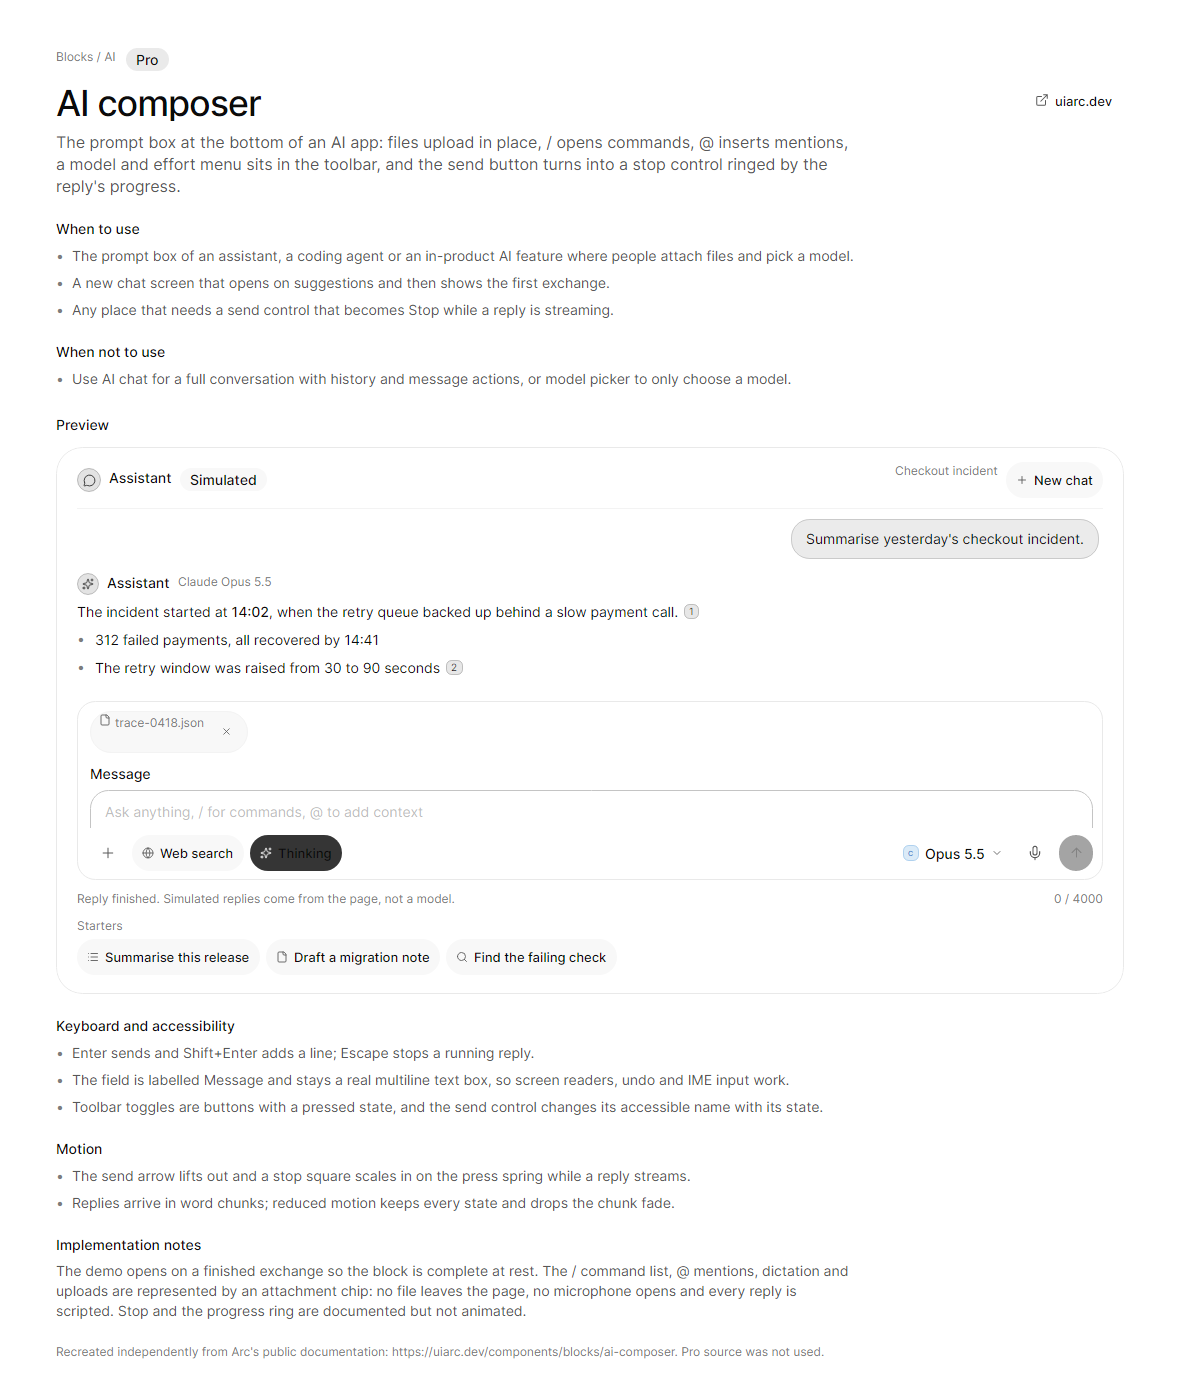 Blocks / AI
Pro
AI composer
uiarc.dev
The prompt box at the bottom of an AI app: files upload in place, / opens commands, @ inserts mentions,
a model and effort menu sits in the toolbar, and the send button turns into a stop control ringed by the
reply's progress.
When to use
• The prompt box of an assistant, a coding agent or an in-product AI feature where people attach files and pick a model.
• A new chat screen that opens on suggestions and then shows the first exchange.
• Any place that needs a send control that becomes Stop while a reply is streaming.
When not to use
• Use AI chat for a full conversation with history and message actions, or model picker to only choose a model.
Preview
Assistant
Simulated
Checkout incident
New chat
Summarise yesterday's checkout incident.
Assistant
Claude Opus 5.5
The incident started at 14:02, when the retry queue backed up behind a slow payment call. 1
• 312 failed payments, all recovered by 14:41
• The retry window was raised from 30 to 90 seconds 2
trace-0418.json
Message
Ask anything, / for commands, @ to add context
Web search
Thinking
C
Opus 5.5
Reply finished. Simulated replies come from the page, not a model.
0 / 4000
Starters
Summarise this release
Draft a migration note
Find the failing check
Keyboard and accessibility
• Enter sends and Shift+Enter adds a line; Escape stops a running reply.
• The field is labelled Message and stays a real multiline text box, so screen readers, undo and IME input work.
• Toolbar toggles are buttons with a pressed state, and the send control changes its accessible name with its state.
Motion
• The send arrow lifts out and a stop square scales in on the press spring while a reply streams.
• Replies arrive in word chunks; reduced motion keeps every state and drops the chunk fade.
Implementation notes
The demo opens on a finished exchange so the block is complete at rest. The / command list, @ mentions, dictation and
uploads are represented by an attachment chip: no file leaves the page, no microphone opens and every reply is
scripted. Stop and the progress ring are documented but not animated.
Recreated independently from Arc's public documentation: https://uiarc.dev/components/blocks/ai-composer. Pro source was not used.